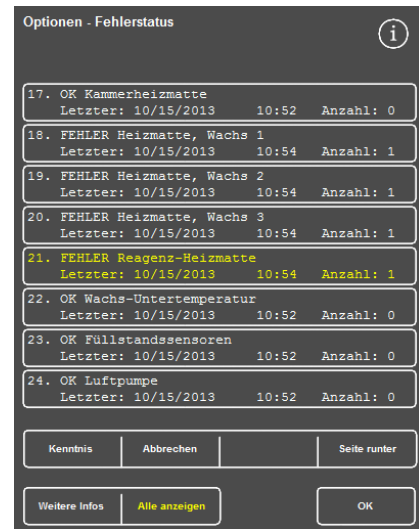 Optionen - Fehlerstatus
i
17. OK Kammerheizmatte
Letzter: 10/15/2013 10:52 Anzahl: 0
18. FEHLER Heizmatte, Wachs 1
Letzter: 10/15/2013 10:54 Anzahl: 1
19. FEHLER Heizmatte, Wachs 2
Letzter: 10/15/2013 10:54 Anzahl: 1
20. FEHLER Heizmatte, Wachs 3
Letzter: 10/15/2013 10:54 Anzahl: 1
21. FEHLER Reagenz-Heizmatte
Letzter: 10/15/2013 10:54 Anzahl: 1
22. OK Wachs-Untertemperatur
Letzter: 10/15/2013 10:52 Anzahl: 0
23. OK Füllstandssensoren
Letzter: 10/15/2013 10:52 Anzahl: 0
24. OK Luftpumpe
Letzter: 10/15/2013 10:52 Anzahl: 0
Kenntnis Abbrechen Seite runter
Weitere Infos Alle anzeigen OK